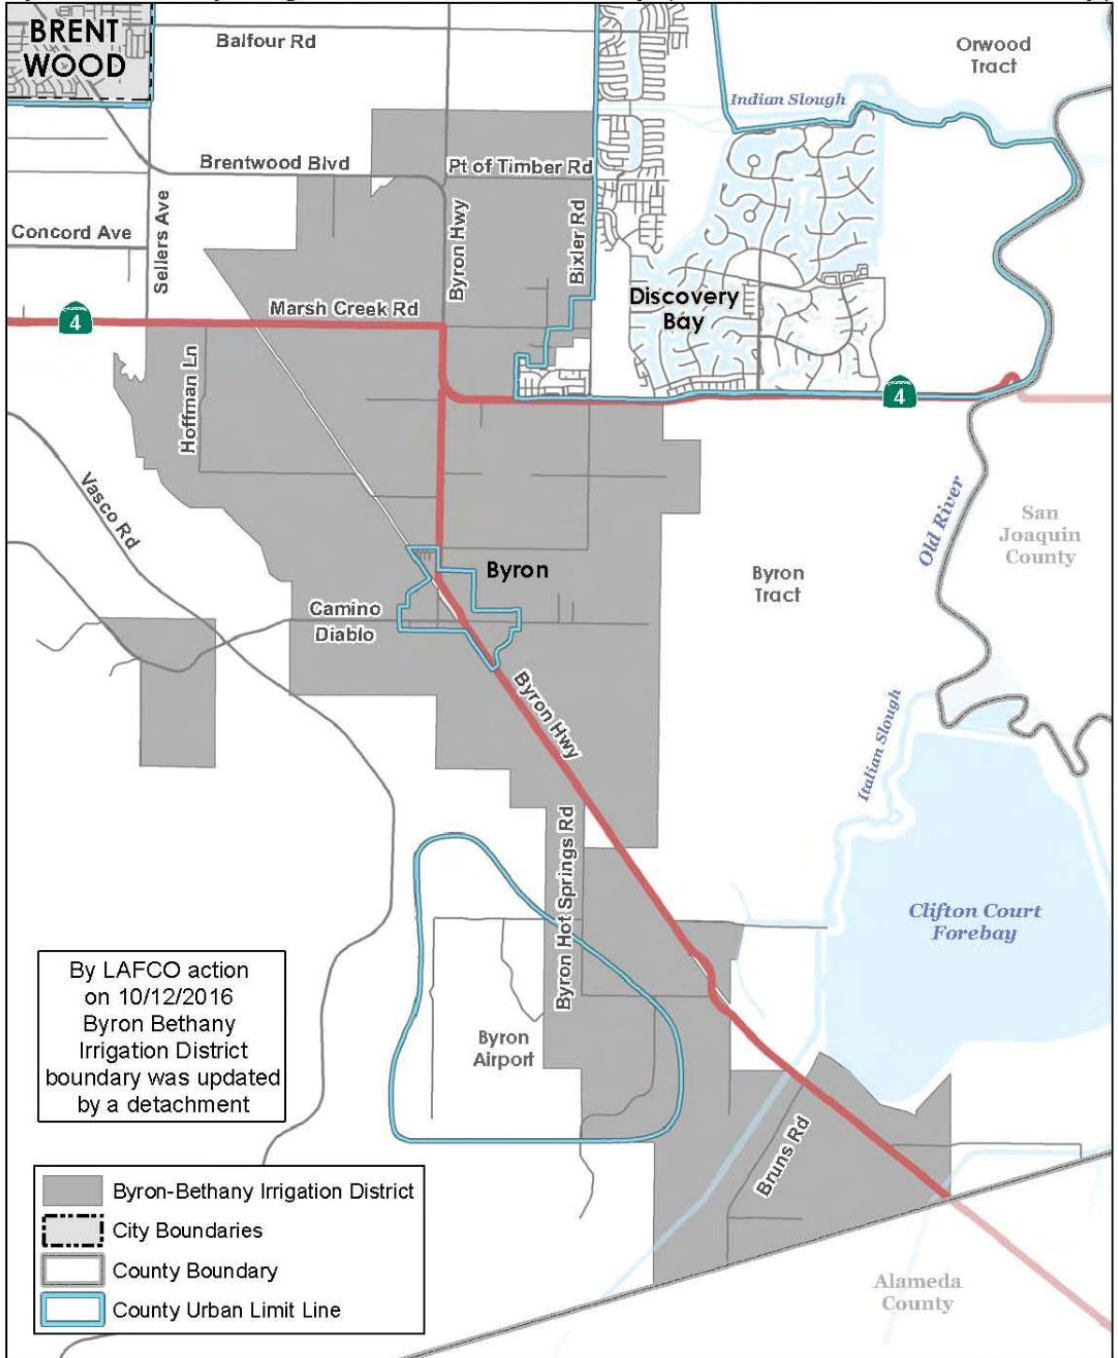 BRENT
WOOD
Balfour Rd
Orwood
Tract
Indian Slough
Brentwood Blvd
Pt of Timber Rd
Concord Ave
Sellers Ave
Byron Hwy
Bixler Rd
Marsh Creek Rd
4
Discovery
Bay
4
Hoffman Ln
Vasco Rd
Old River
San
Joaquin
County
Byron
Byron
Tract
Camino
Diablo
Byron Hwy
Italian Slough
Byron Hot Springs Rd
Clifton Court
Forebay
By LAFCO action
on 10/12/2016
Byron Bethany
Irrigation District
boundary was updated
by a detachment
Byron
Airport
Bruns Rd
Byron-Bethany Irrigation District
City Boundaries
County Boundary
County Urban Limit Line
Alameda
County